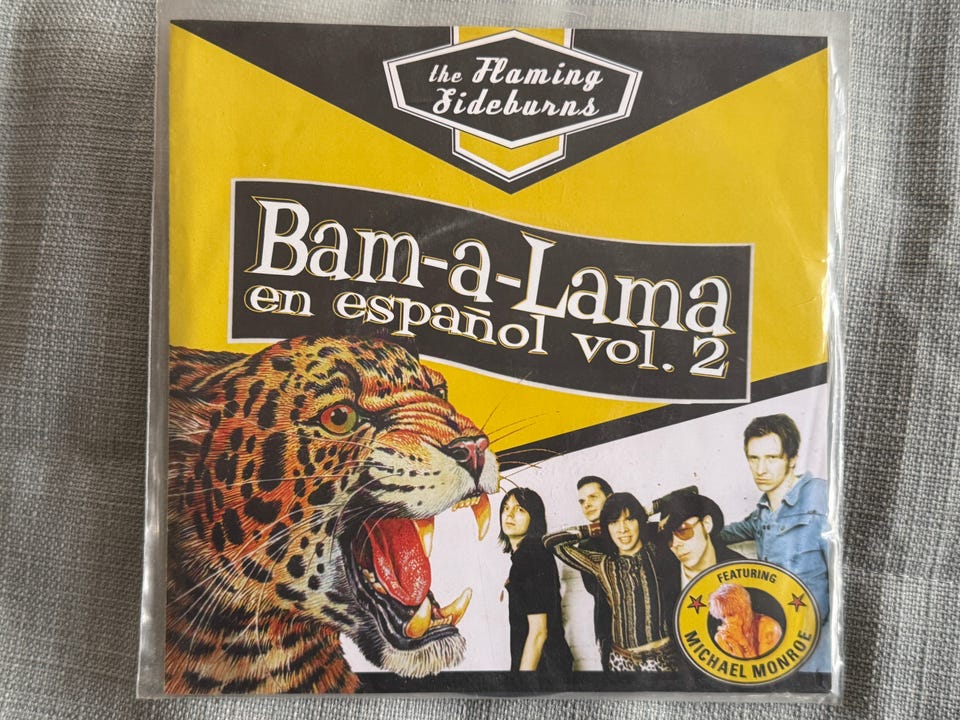 the Flaming
Sideburns
Bam-a-Lama
en español vol. 2
FEATURING
MICHAEL MONROE